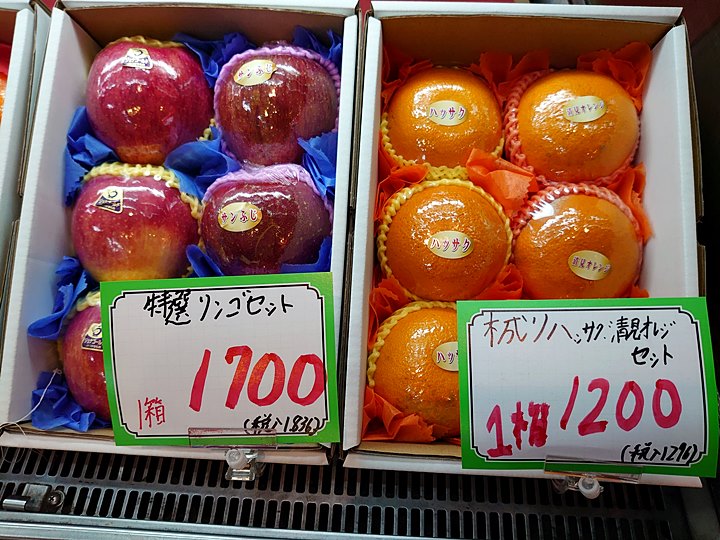 サンふじ
サンふじ
特選リンゴセット
1箱 1700
(税込1836)
ハッサク
清見オレンジ
ハッサク
清見オレンジ
ハッ
木成りハッサク、清見オレンジ
セット
1箱 1200
(税込1296)